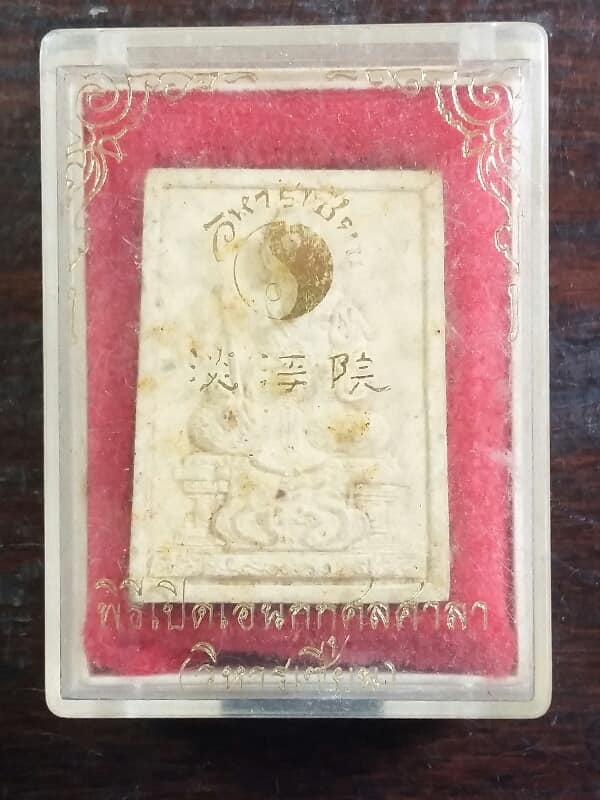 วิหารเซียน
淡浮院
พิธีเปิดเอนกกุศลศาลา
(วิหารเซียน)